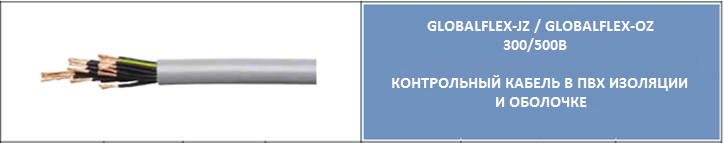 GLOBALFLEX-JZ / GLOBALFLEX-OZ
300/500В
КОНТРОЛЬНЫЙ КАБЕЛЬ В ПВХ ИЗОЛЯЦИИ
И ОБОЛОЧКЕ